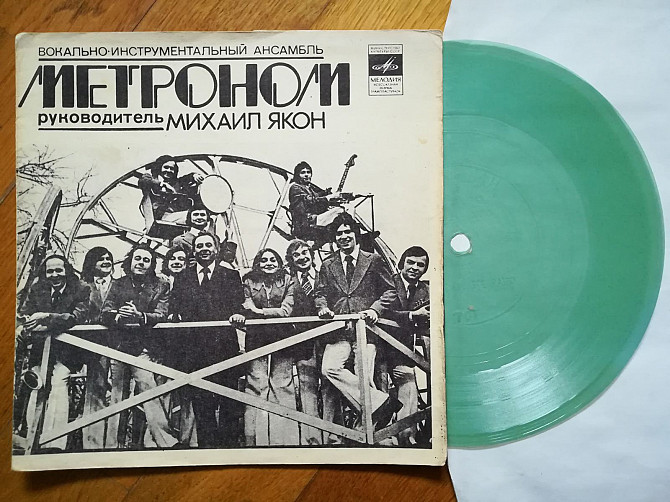 ВОКАЛЬНО-ИНСТРУМЕНТАЛЬНЫЙ АНСАМБЛЬ
МЕТРОНОМ
РУКОВОДИТЕЛЬ МИХАИЛ ЯКОН
МЕЛОДИЯ